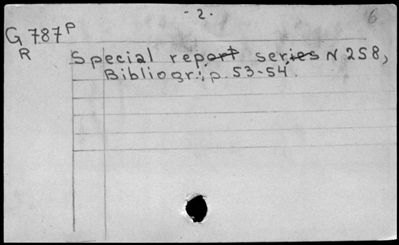 - 2 -
6
G 787ᵖ
R
Special report series N 258,
Bibliogr.: p. 53-54.